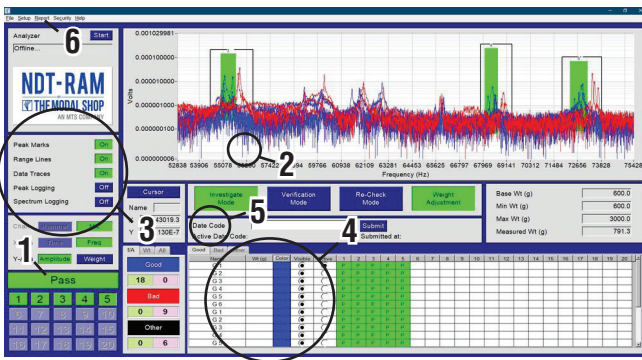 File Setup Report Security Help
6
Analyzer
Start
Offline...
NDT-RAM
THE MODAL SHOP
AN MTS COMPANY
Peak Marks On
Range Lines On
Data Traces On
Peak Logging Off
Spectrum Logging Off
3
1
Freq
Amplitude Weight
Pass
1 2 3 4 5
6 7 8 9 10
11 12 13 14 15
16 17 18 19 20
0.001029981
0.000100000
0.000010000
0.000001000
0.000000100
0.000000006
Volts
2
52838 53906 55078 57422 59766 60938 62109 63281 64453 65625 66797 67969 69141 70312 71484 72656 73828 75428
Frequency (Hz)
Cursor
Name
43019.3
Y 130E-7
Investigate Mode
Verification Mode
Re-Check Mode
Weight Adjustment
5
4
Date Code
Active Date Code:
Submit
Submitted at:
Base Wt (g) 600.0
Min Wt (g) 600.0
Max Wt (g) 3000.0
Measured Wt (g) 791.3
Wt All
Good
18 0
Bad
0 9
Other
0 6
Good Bad
Name Wt (g) Color Visible 1 2 3 4 5 6 7 8 9 10 11 12 13 14 15 16 17 18 19 20
G 2 P P P P P
G 3 P P P P P
G 4 P P P P P
G 5 P P P P P
G 6 P P P P P
G 1 P P P P P
G 2 P P P P P
G 3 P P P P P
G 4 P P P P P
G 5 P P P P P